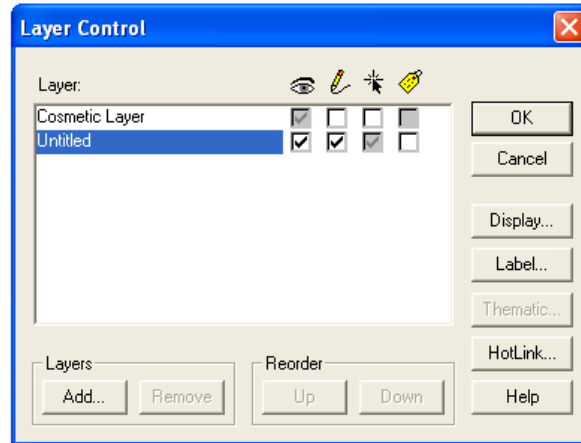 Layer Control
Layer:
Cosmetic Layer
Untitled
OK
Cancel
Display...
Label...
Thematic...
HotLink...
Help
Layers
Add...
Remove
Reorder
Up
Down